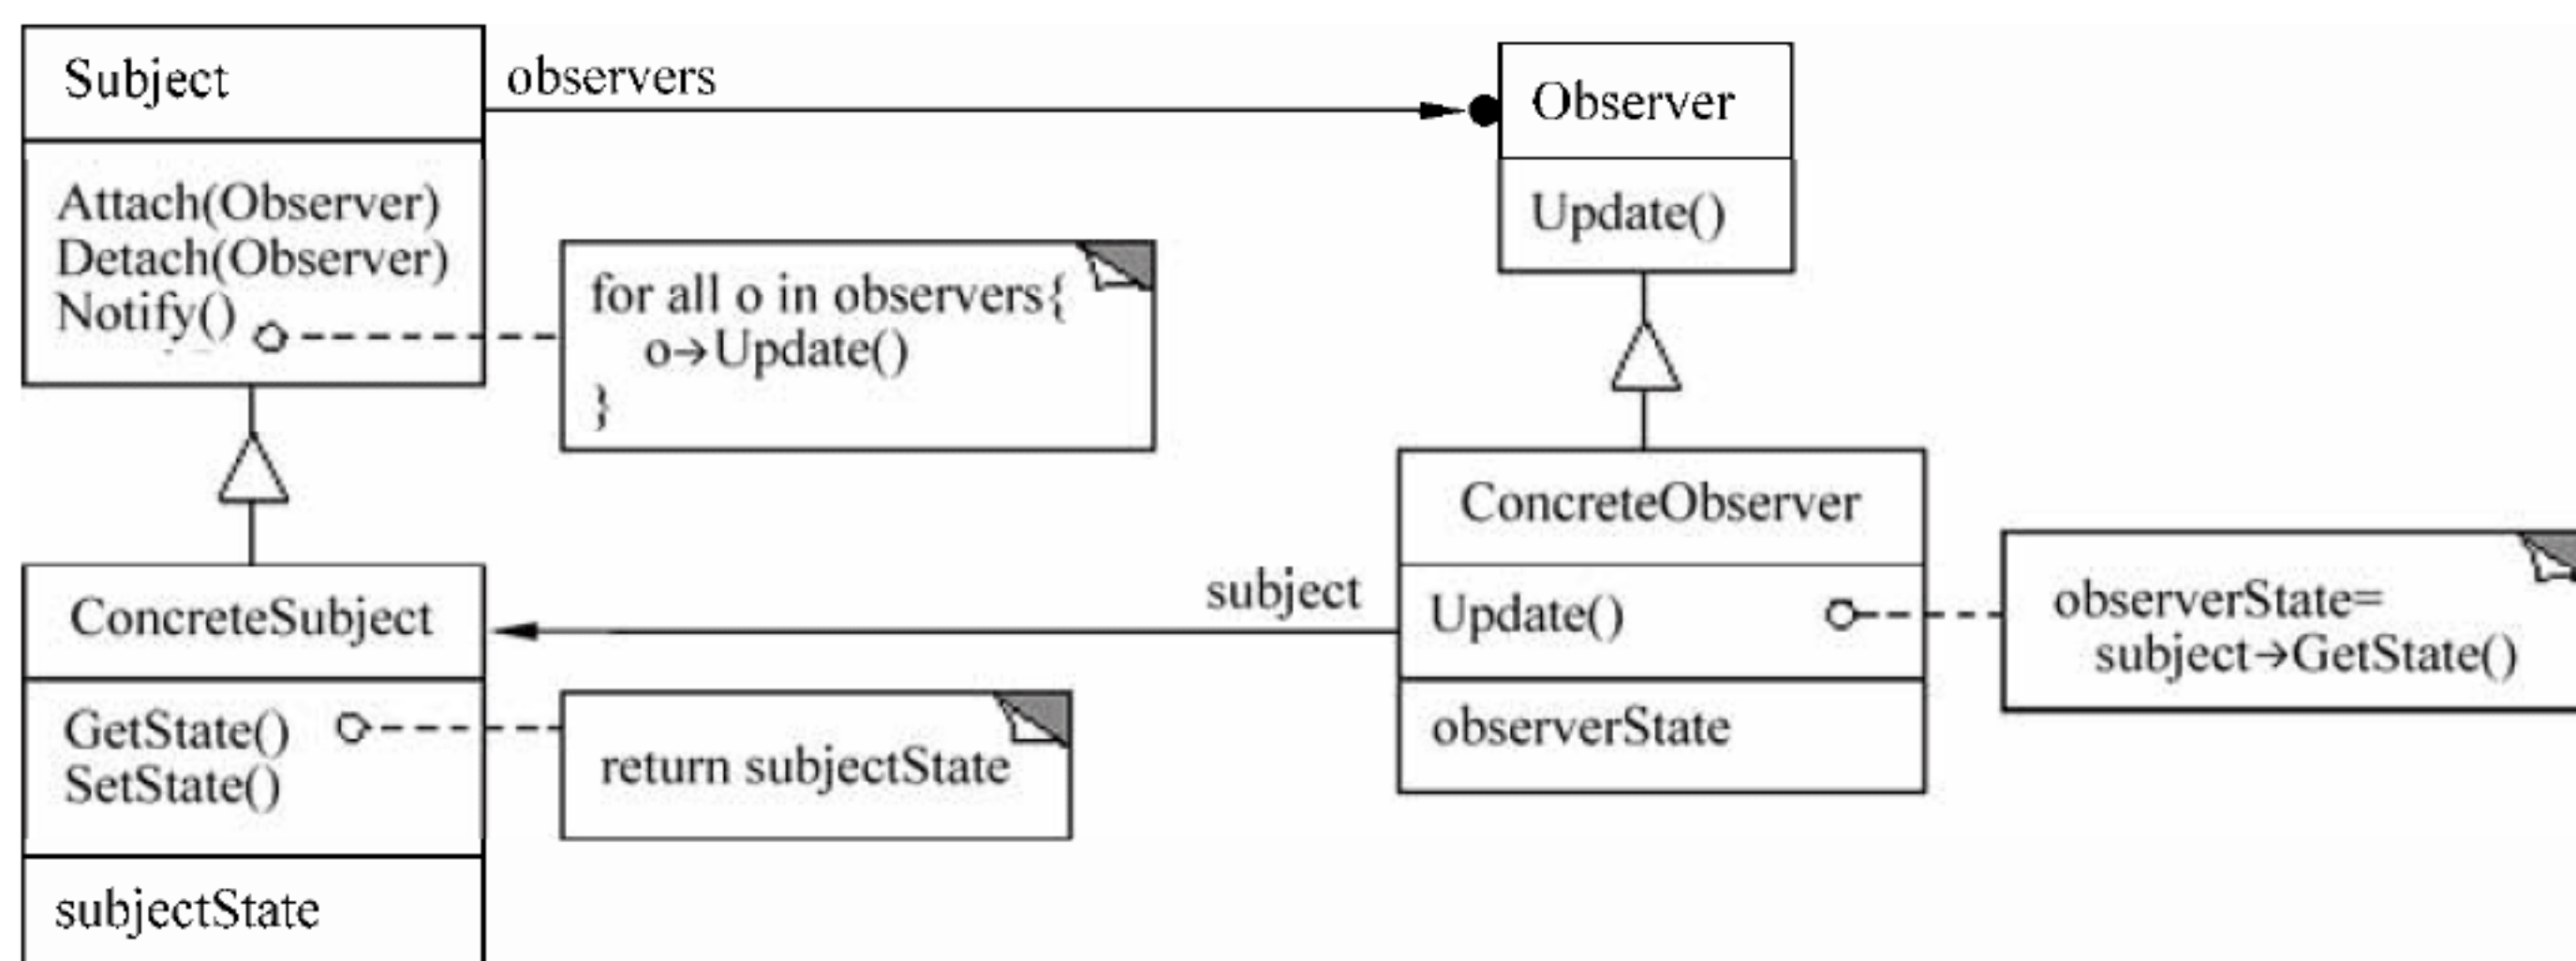 Subject
observers
Observer
Attach(Observer)
Detach(Observer)
Notify()
Update()
for all o in observers{
o→Update()
}
ConcreteObserver
ConcreteSubject
subject
Update()
observerState=
subject→GetState()
GetState()
SetState()
return subjectState
observerState
subjectState